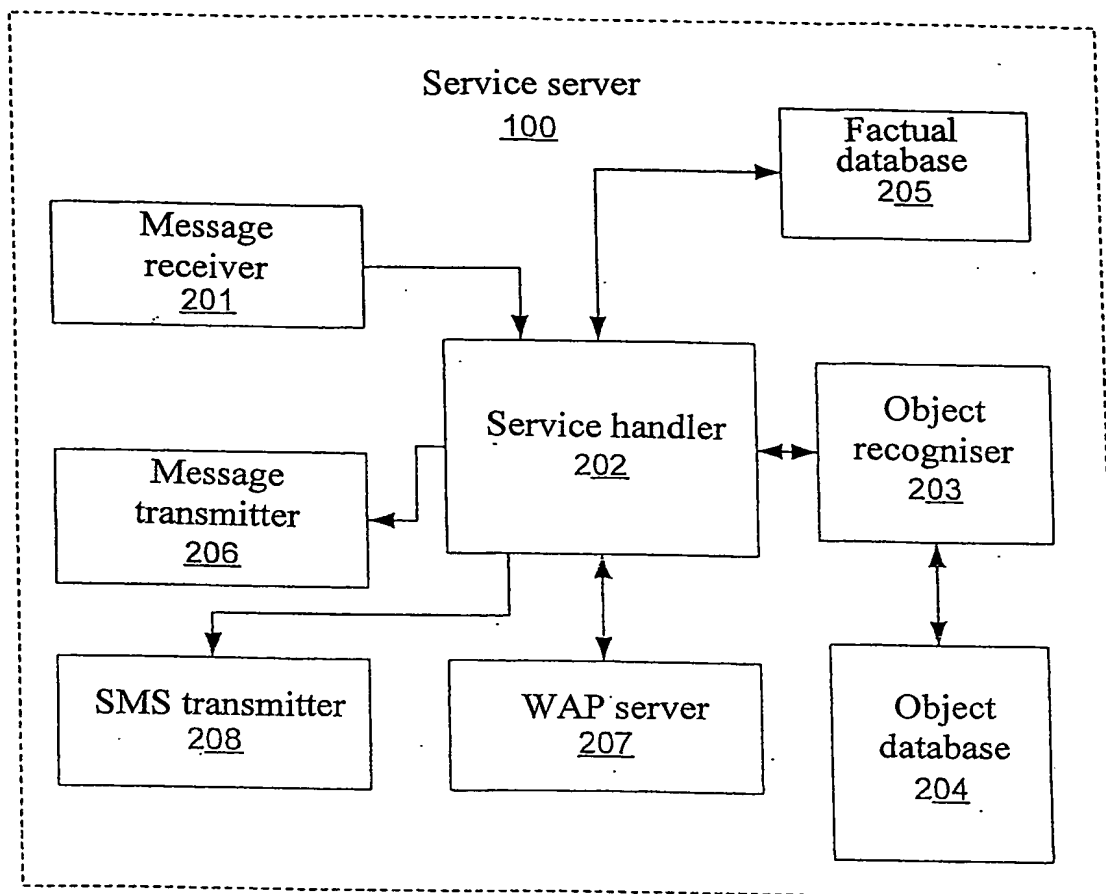 Service server
100
Factual
database
205
Message
receiver
201
Service handler
202
Object
recogniser
203
Message
transmitter
206
SMS transmitter
208
WAP server
207
Object
database
204